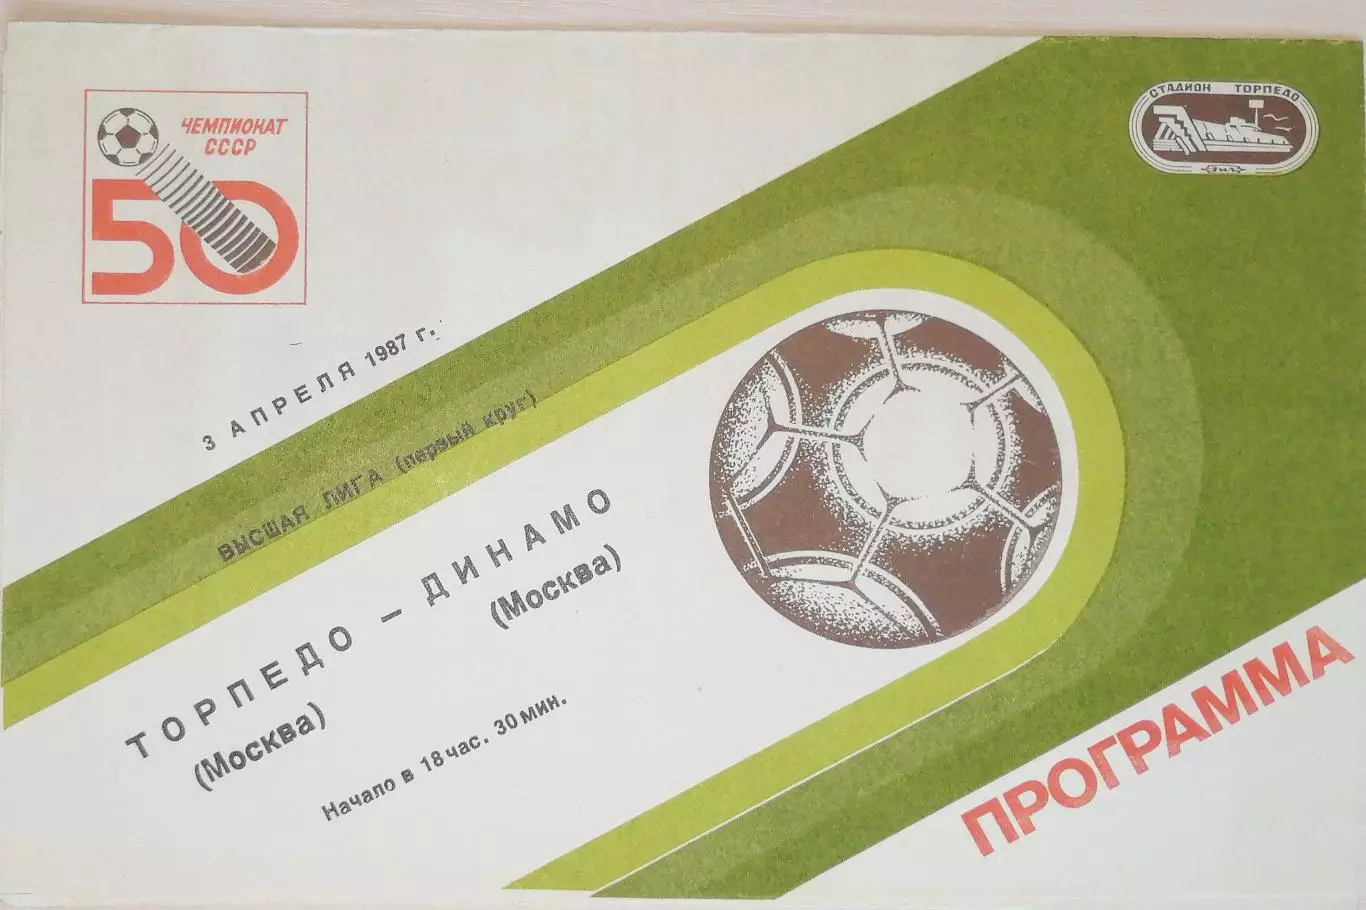 ЧЕМПИОНАТ
СССР
50
СТАДИОН ТОРПЕДО
ЗИЛ
3 АПРЕЛЯ 1987 г.
ВЫСШАЯ ЛИГА (первый круг)
ТОРПЕДО – ДИНАМО
(Москва)
(Москва)
Начало в 18 час. 30 мин.
ПРОГРАММА